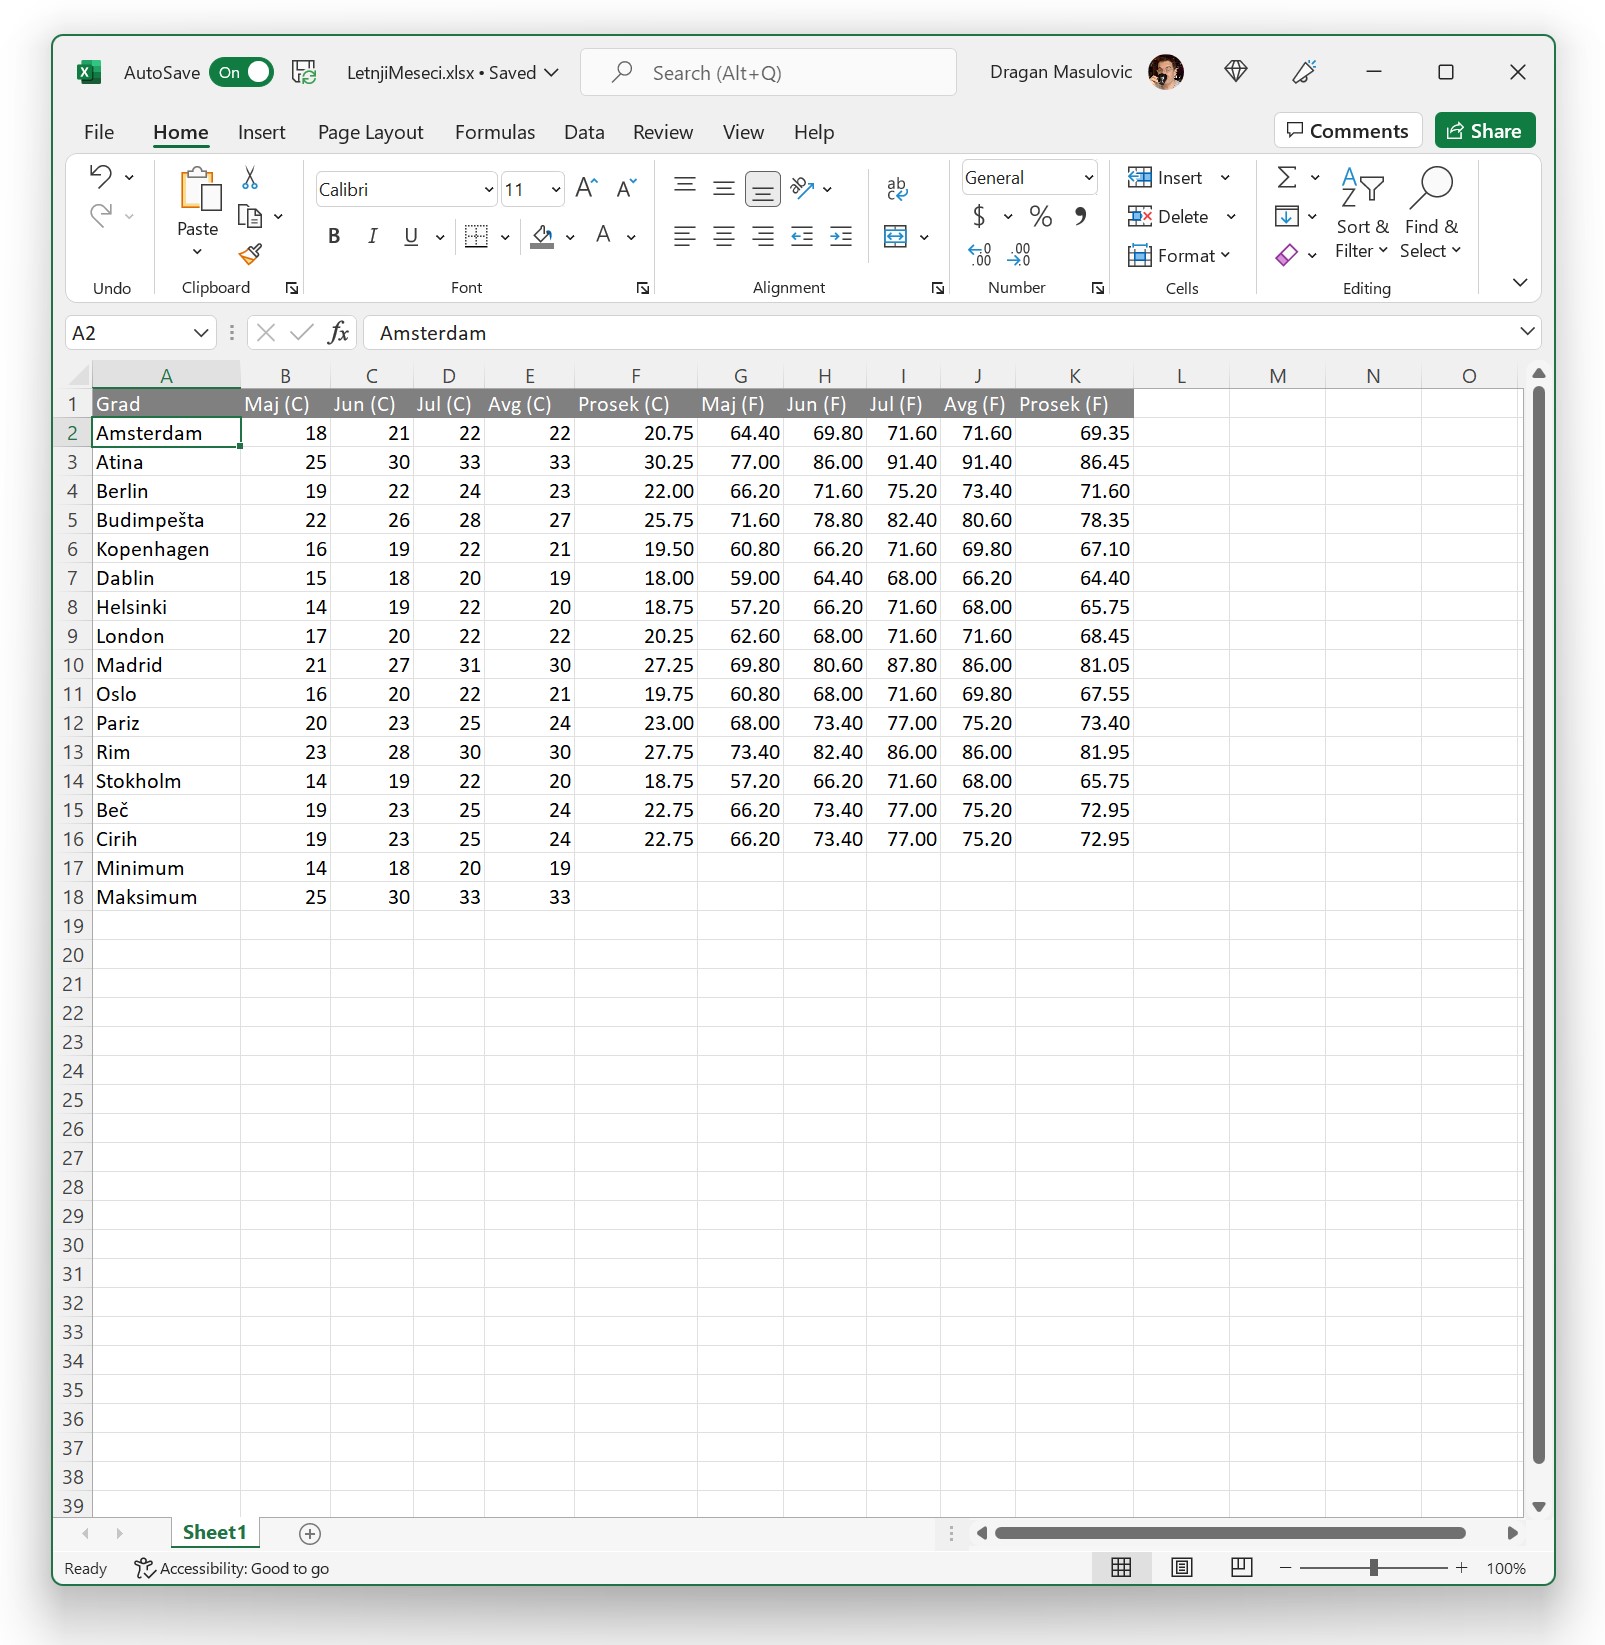 AutoSave On LetnjiMeseci.xlsx • Saved Search (Alt+Q) Dragan Masulovic
File Home Insert Page Layout Formulas Data Review View Help Comments Share
Paste Calibri 11 General Insert Delete Format Sort & Filter Find & Select
Undo Clipboard Font Alignment Number Cells Editing
A2 fx Amsterdam
A B C D E F G H I J K L M N O
1 Grad Maj (C) Jun (C) Jul (C) Avg (C) Prosek (C) Maj (F) Jun (F) Jul (F) Avg (F) Prosek (F)
2 Amsterdam 18 21 22 22 20.75 64.40 69.80 71.60 71.60 69.35
3 Atina 25 30 33 33 30.25 77.00 86.00 91.40 91.40 86.45
4 Berlin 19 22 24 23 22.00 66.20 71.60 75.20 73.40 71.60
5 Budimpešta 22 26 28 27 25.75 71.60 78.80 82.40 80.60 78.35
6 Kopenhagen 16 19 22 21 19.50 60.80 66.20 71.60 69.80 67.10
7 Dablin 15 18 20 19 18.00 59.00 64.40 68.00 66.20 64.40
8 Helsinki 14 19 22 20 18.75 57.20 66.20 71.60 68.00 65.75
9 London 17 20 22 22 20.25 62.60 68.00 71.60 71.60 68.45
10 Madrid 21 27 31 30 27.25 69.80 80.60 87.80 86.00 81.05
11 Oslo 16 20 22 21 19.75 60.80 68.00 71.60 69.80 67.55
12 Pariz 20 23 25 24 23.00 68.00 73.40 77.00 75.20 73.40
13 Rim 23 28 30 30 27.75 73.40 82.40 86.00 86.00 81.95
14 Stokholm 14 19 22 20 18.75 57.20 66.20 71.60 68.00 65.75
15 Beč 19 23 25 24 22.75 66.20 73.40 77.00 75.20 72.95
16 Cirih 19 23 25 24 22.75 66.20 73.40 77.00 75.20 72.95
17 Minimum 14 18 20 19
18 Maksimum 25 30 33 33
19
20
21
22
23
24
25
26
27
28
29
30
31
32
33
34
35
36
37
38
39
Sheet1
Ready Accessibility: Good to go 100%